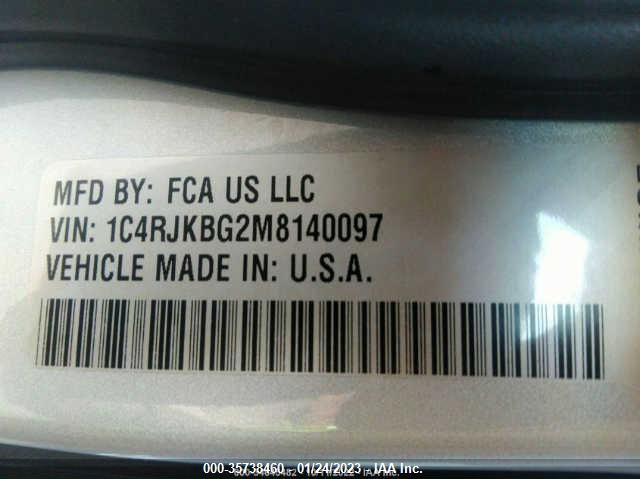 MFD BY: FCA US LLC
VIN: 1C4RJKBG2M8140097
VEHICLE MADE IN: U.S.A.
000-35738460 - 01/24/2023 - IAA Inc.